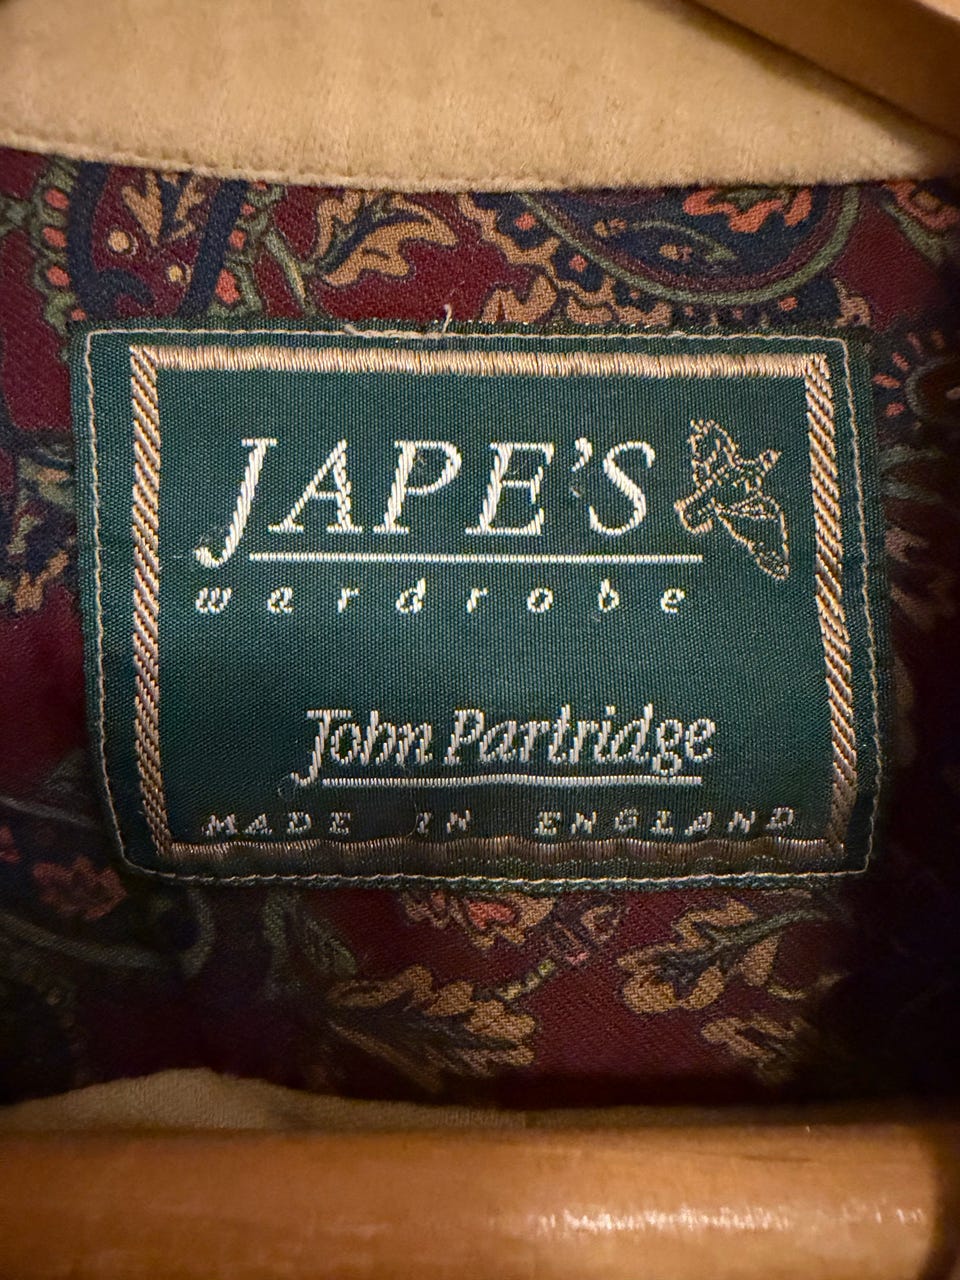 JAPE'S
wardrobe
John Partridge
MADE IN ENGLAND